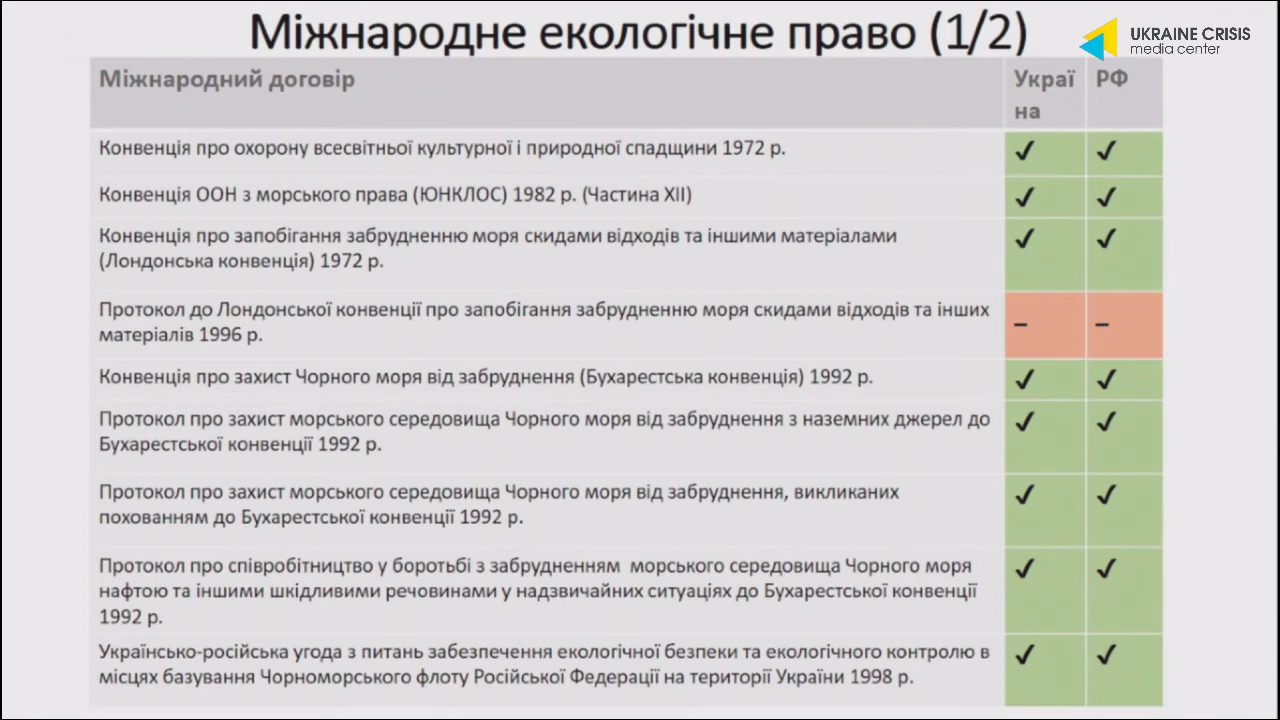 Міжнародне екологічне право (1/2)
UKRAINE CRISIS
media center
Міжнародний договір
Украї
на
РФ
Конвенція про охорону всесвітньої культурної і природної спадщини 1972 р.
✓ ✓
Конвенція ООН з морського права (ЮНКЛОС) 1982 р. (Частина XII)
✓ ✓
Конвенція про запобігання забрудненню моря скидами відходів та іншими матеріалами
(Лондонська конвенція) 1972 р.
✓ ✓
Протокол до Лондонської конвенції про запобігання забрудненню моря скидами відходів та інших
матеріалів 1996 р.
– –
Конвенція про захист Чорного моря від забруднення (Бухарестська конвенція) 1992 р.
✓ ✓
Протокол про захист морського середовища Чорного моря від забруднення з наземних джерел до
Бухарестської конвенції 1992 р.
✓ ✓
Протокол про захист морського середовища Чорного моря від забруднення, викликаних
похованням до Бухарестської конвенції 1992 р.
✓ ✓
Протокол про співробітництво у боротьбі з забрудненням морського середовища Чорного моря
нафтою та іншими шкідливими речовинами у надзвичайних ситуаціях до Бухарестської конвенції
1992 р.
✓ ✓
Українсько-російська угода з питань забезпечення екологічної безпеки та екологічного контролю в
місцях базування Чорноморського флоту Російської Федерації на території України 1998 р.
✓ ✓